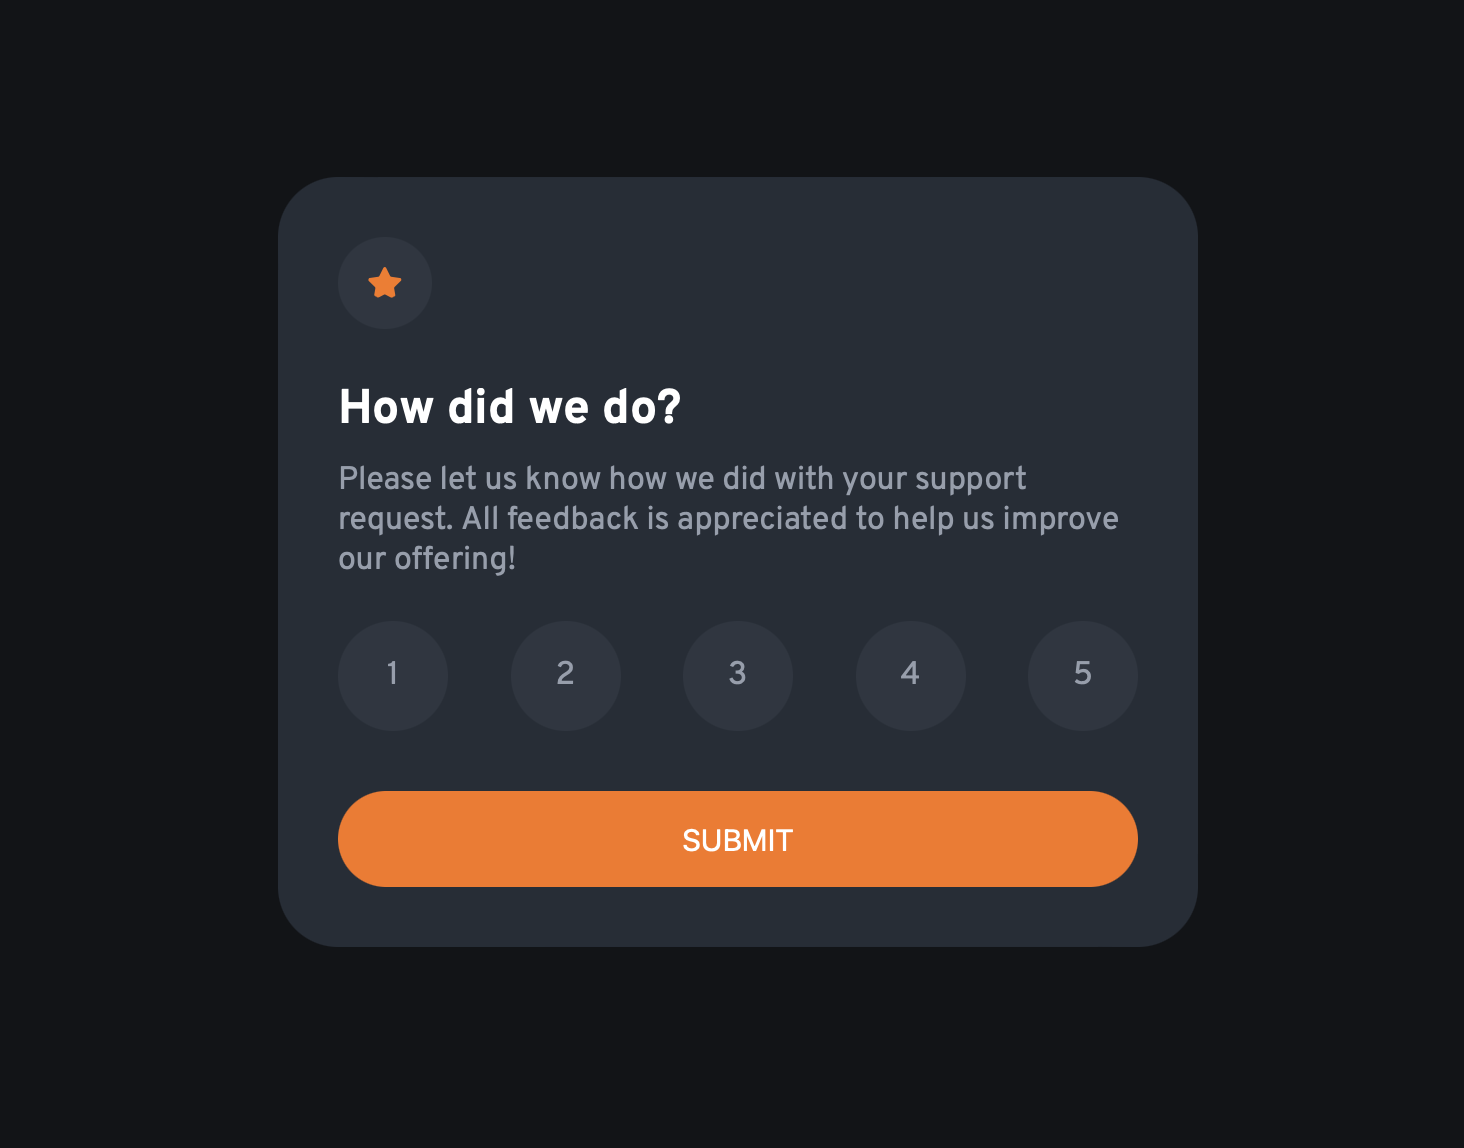 How did we do?
Please let us know how we did with your support
request. All feedback is appreciated to help us improve
our offering!
1 2 3 4 5
SUBMIT